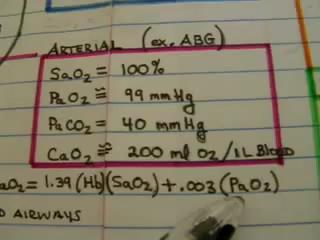 ARTERIAL (ex. ABG)
SaO₂ = 100%
PaO₂ ≅ 99 mmHg
PaCO₂ = 40 mmHg
CaO₂ ≅ 200 ml O₂/1L Blood
aO₂ = 1.39 (Hb)(SaO₂) + .003 (PaO₂)
D AIRWAYS